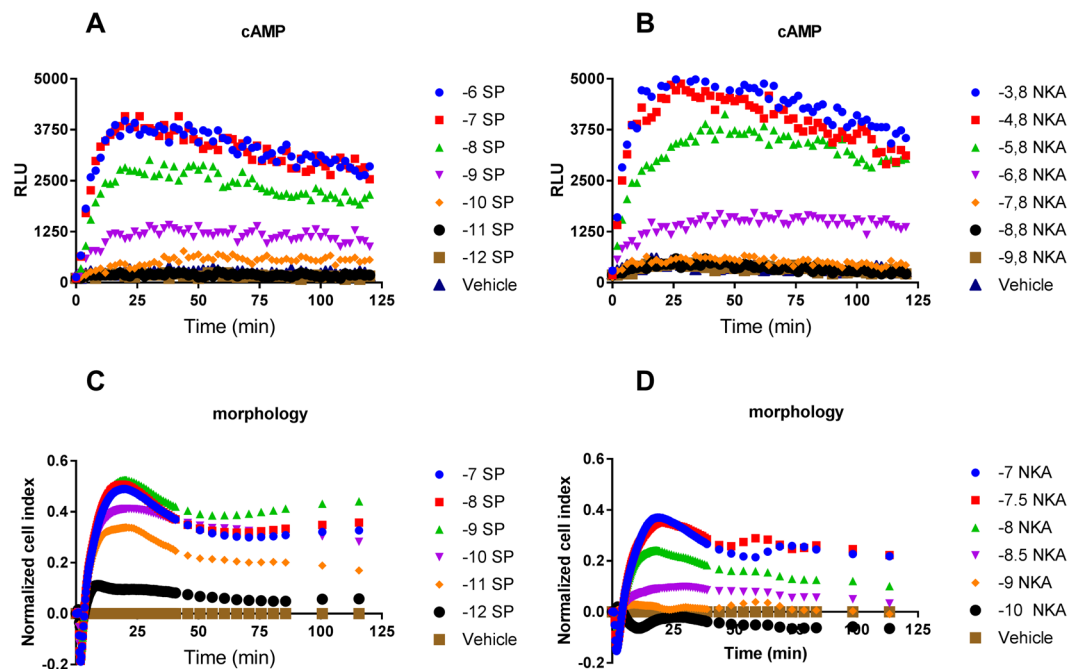 A
cAMP
RLU
5000
3750
2500
1250
0
0
25
50
75
100
125
Time (min)
-6 SP
-7 SP
-8 SP
-9 SP
-10 SP
-11 SP
-12 SP
Vehicle
B
cAMP
RLU
5000
3750
2500
1250
0
0
25
50
75
100
125
Time (min)
-3,8 NKA
-4,8 NKA
-5,8 NKA
-6,8 NKA
-7,8 NKA
-8,8 NKA
-9,8 NKA
Vehicle
C
morphology
Normalized cell index
0.6
0.4
0.2
0.0
-0.2
25
50
75
100
125
Time (min)
-7 SP
-8 SP
-9 SP
-10 SP
-11 SP
-12 SP
Vehicle
D
morphology
Normalized cell index
0.6
0.4
0.2
0.0
-0.2
25
50
75
100
125
Time (min)
-7 NKA
-7.5 NKA
-8 NKA
-8.5 NKA
-9 NKA
-10 NKA
Vehicle